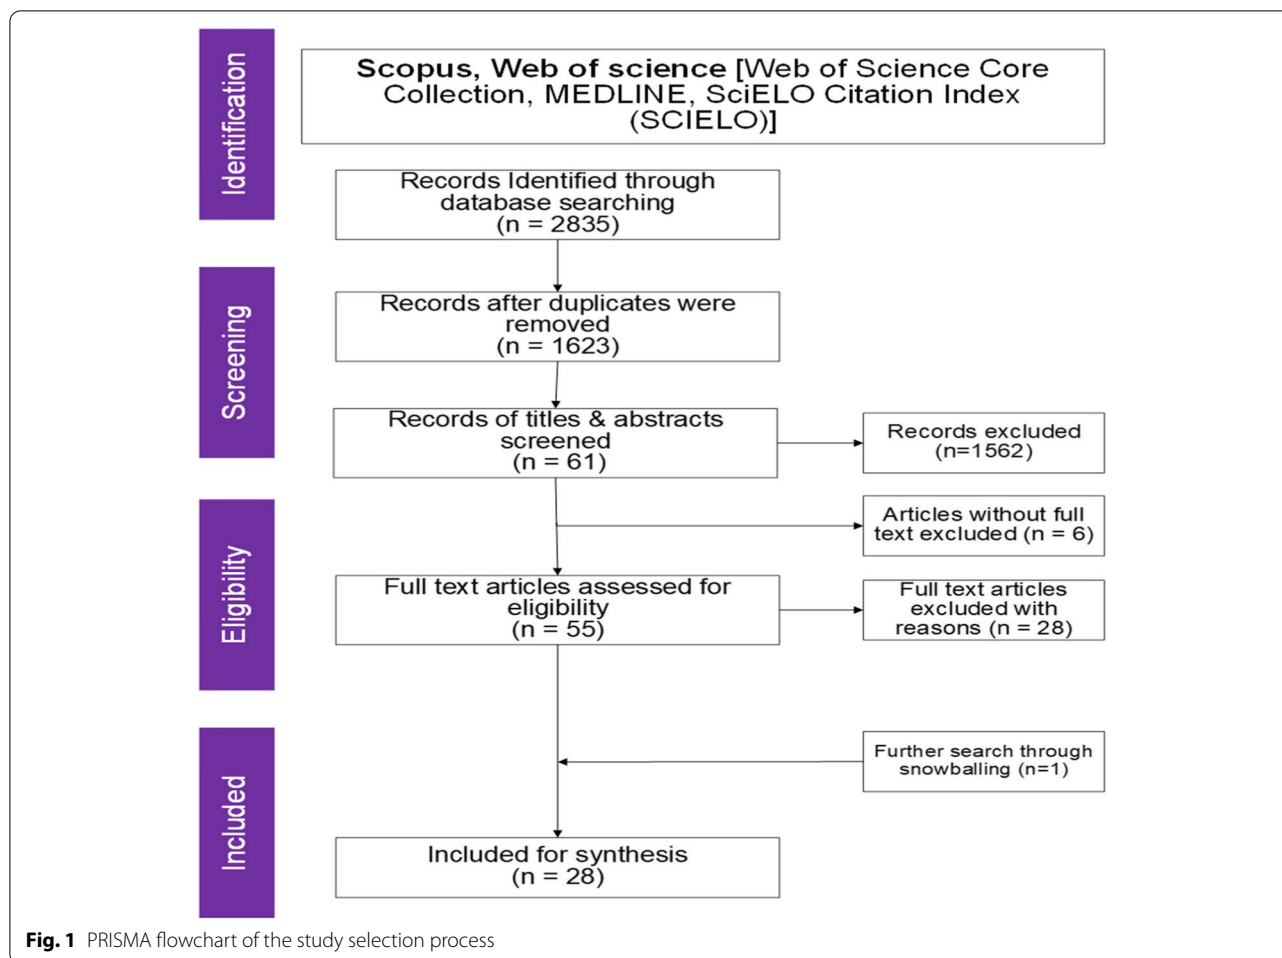 Identification
Scopus, Web of science [Web of Science Core
Collection, MEDLINE, SciELO Citation Index
(SCIELO)]
Records Identified through
database searching
(n = 2835)
Screening
Records after duplicates were
removed
(n = 1623)
Records of titles & abstracts
screened
(n = 61)
Records excluded
(n=1562)
Eligibility
Articles without full
text excluded (n = 6)
Full text articles assessed for
eligibility
(n = 55)
Full text articles
excluded with
reasons (n = 28)
Included
Further search through
snowballing (n=1)
Included for synthesis
(n = 28)
Fig. 1 PRISMA flowchart of the study selection process